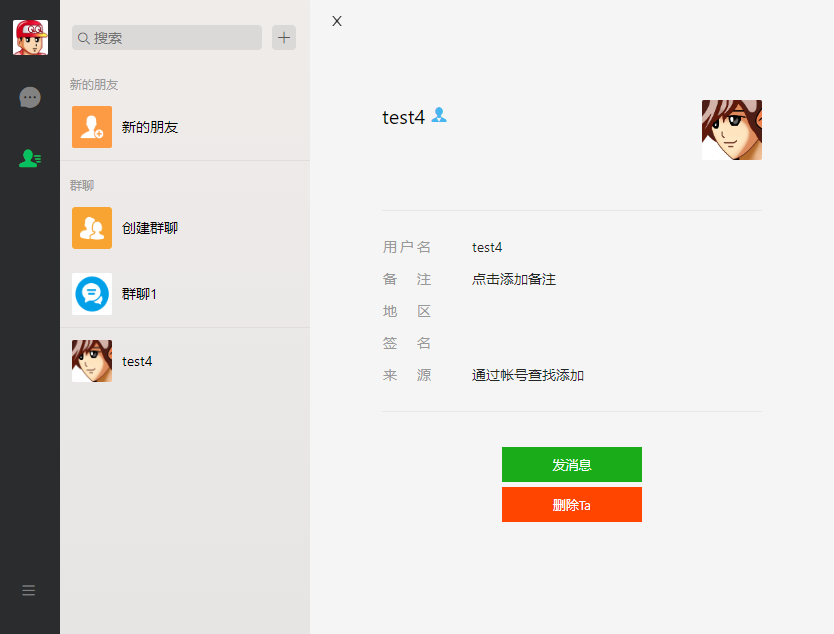 搜索
新的朋友
新的朋友
群聊
创建群聊
群聊1
test4
X
test4
用户名 test4
备 注 点击添加备注
地 区
签 名
来 源 通过帐号查找添加
发消息
删除Ta